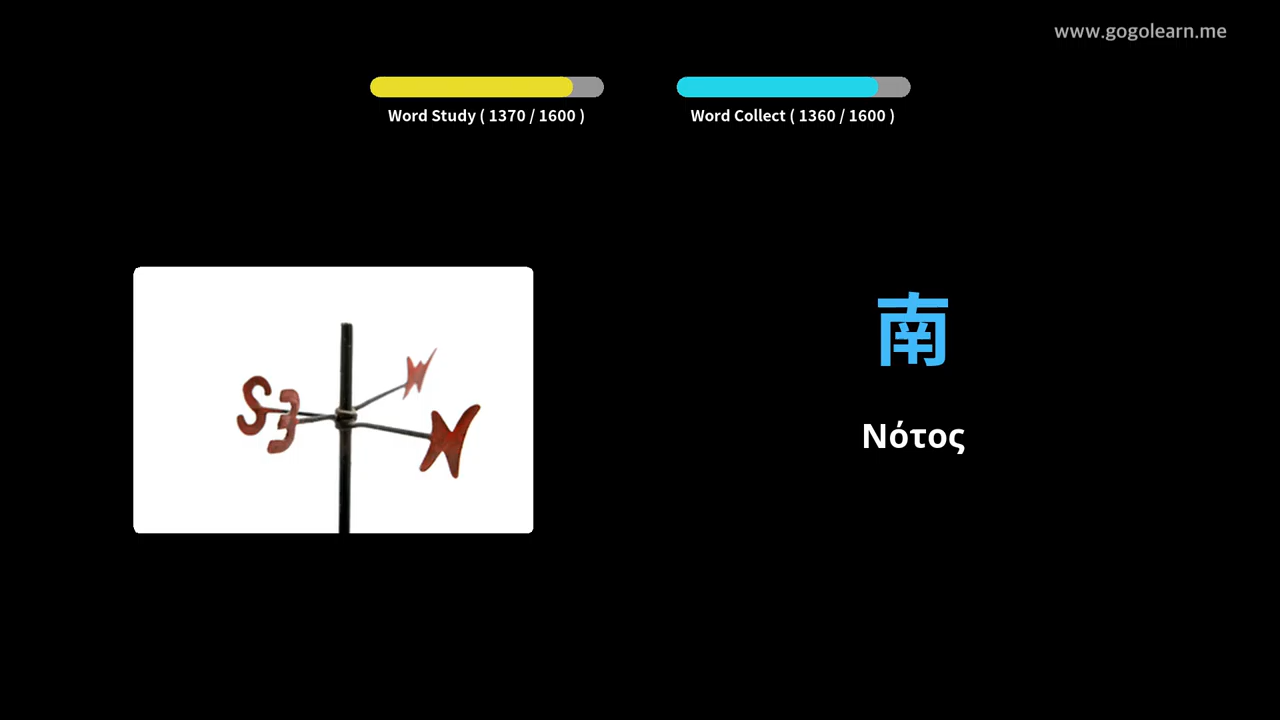 www.gogolearn.me
Word Study ( 1370 / 1600 )
Word Collect ( 1360 / 1600 )
S E W N
南
Νότος